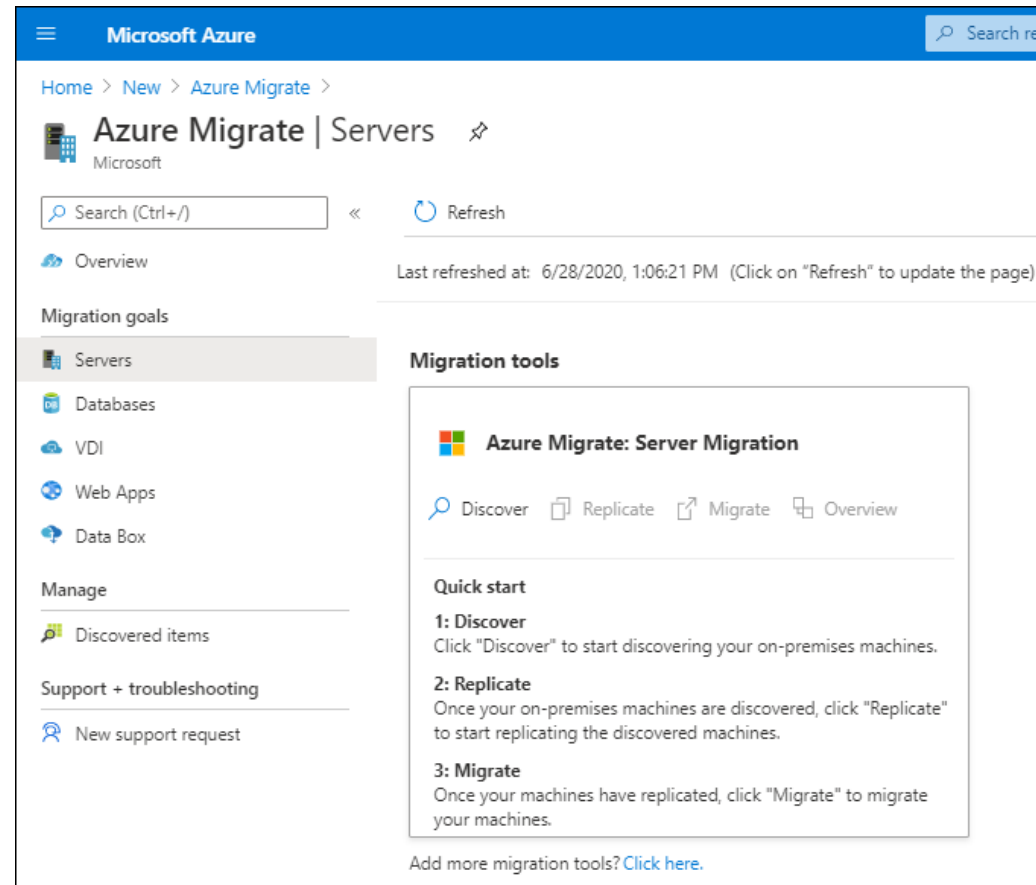 Microsoft Azure
Search re
Home > New > Azure Migrate >
Azure Migrate | Servers
Microsoft
Search (Ctrl+/)
«
Refresh
Overview
Last refreshed at: 6/28/2020, 1:06:21 PM (Click on "Refresh" to update the page)
Migration goals
Servers
Databases
VDI
Web Apps
Data Box
Manage
Discovered items
Support + troubleshooting
New support request
Migration tools
Azure Migrate: Server Migration
Discover Replicate Migrate Overview
Quick start
1: Discover
Click "Discover" to start discovering your on-premises machines.
2: Replicate
Once your on-premises machines are discovered, click "Replicate"
to start replicating the discovered machines.
3: Migrate
Once your machines have replicated, click "Migrate" to migrate
your machines.
Add more migration tools? Click here.